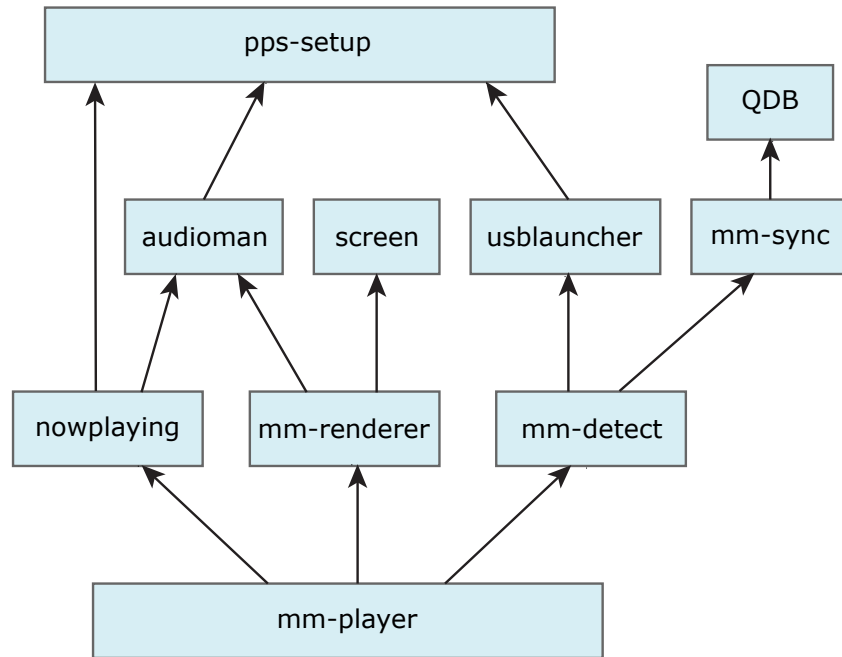 pps-setup
QDB
audioman
screen
usblauncher
mm-sync
nowplaying
mm-renderer
mm-detect
mm-player